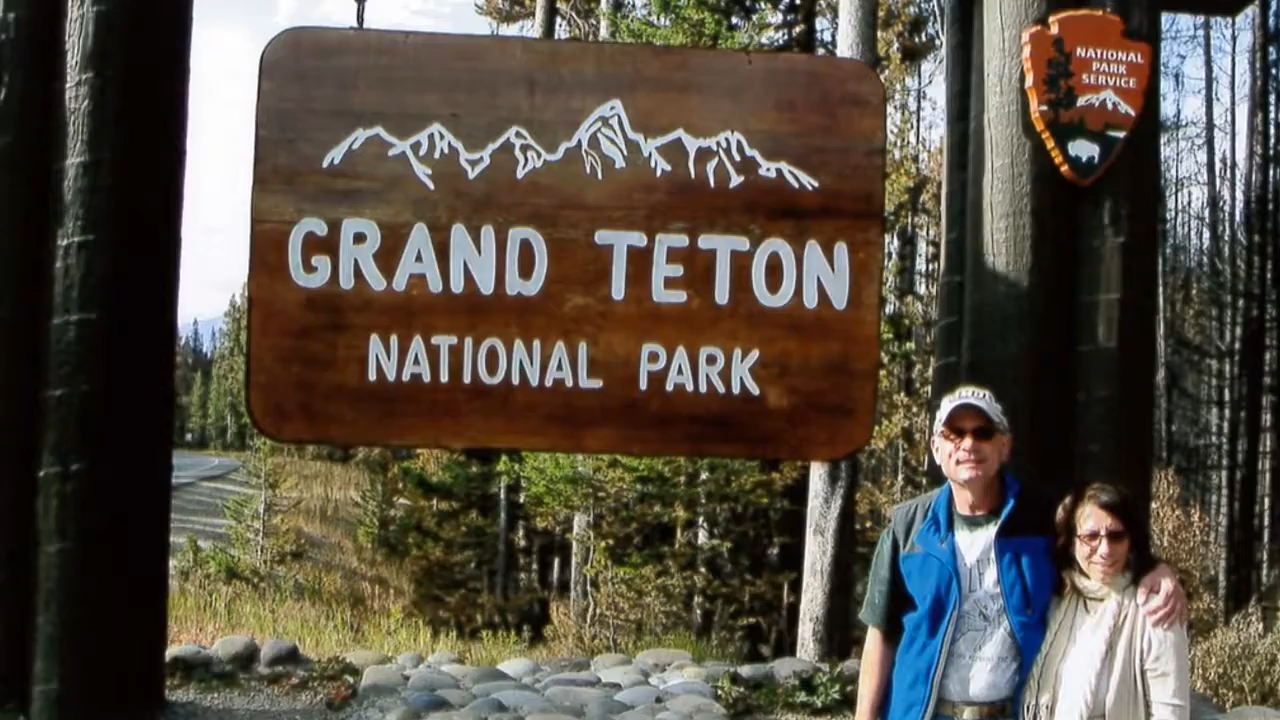 GRAND TETON
NATIONAL PARK
NATIONAL
PARK
SERVICE